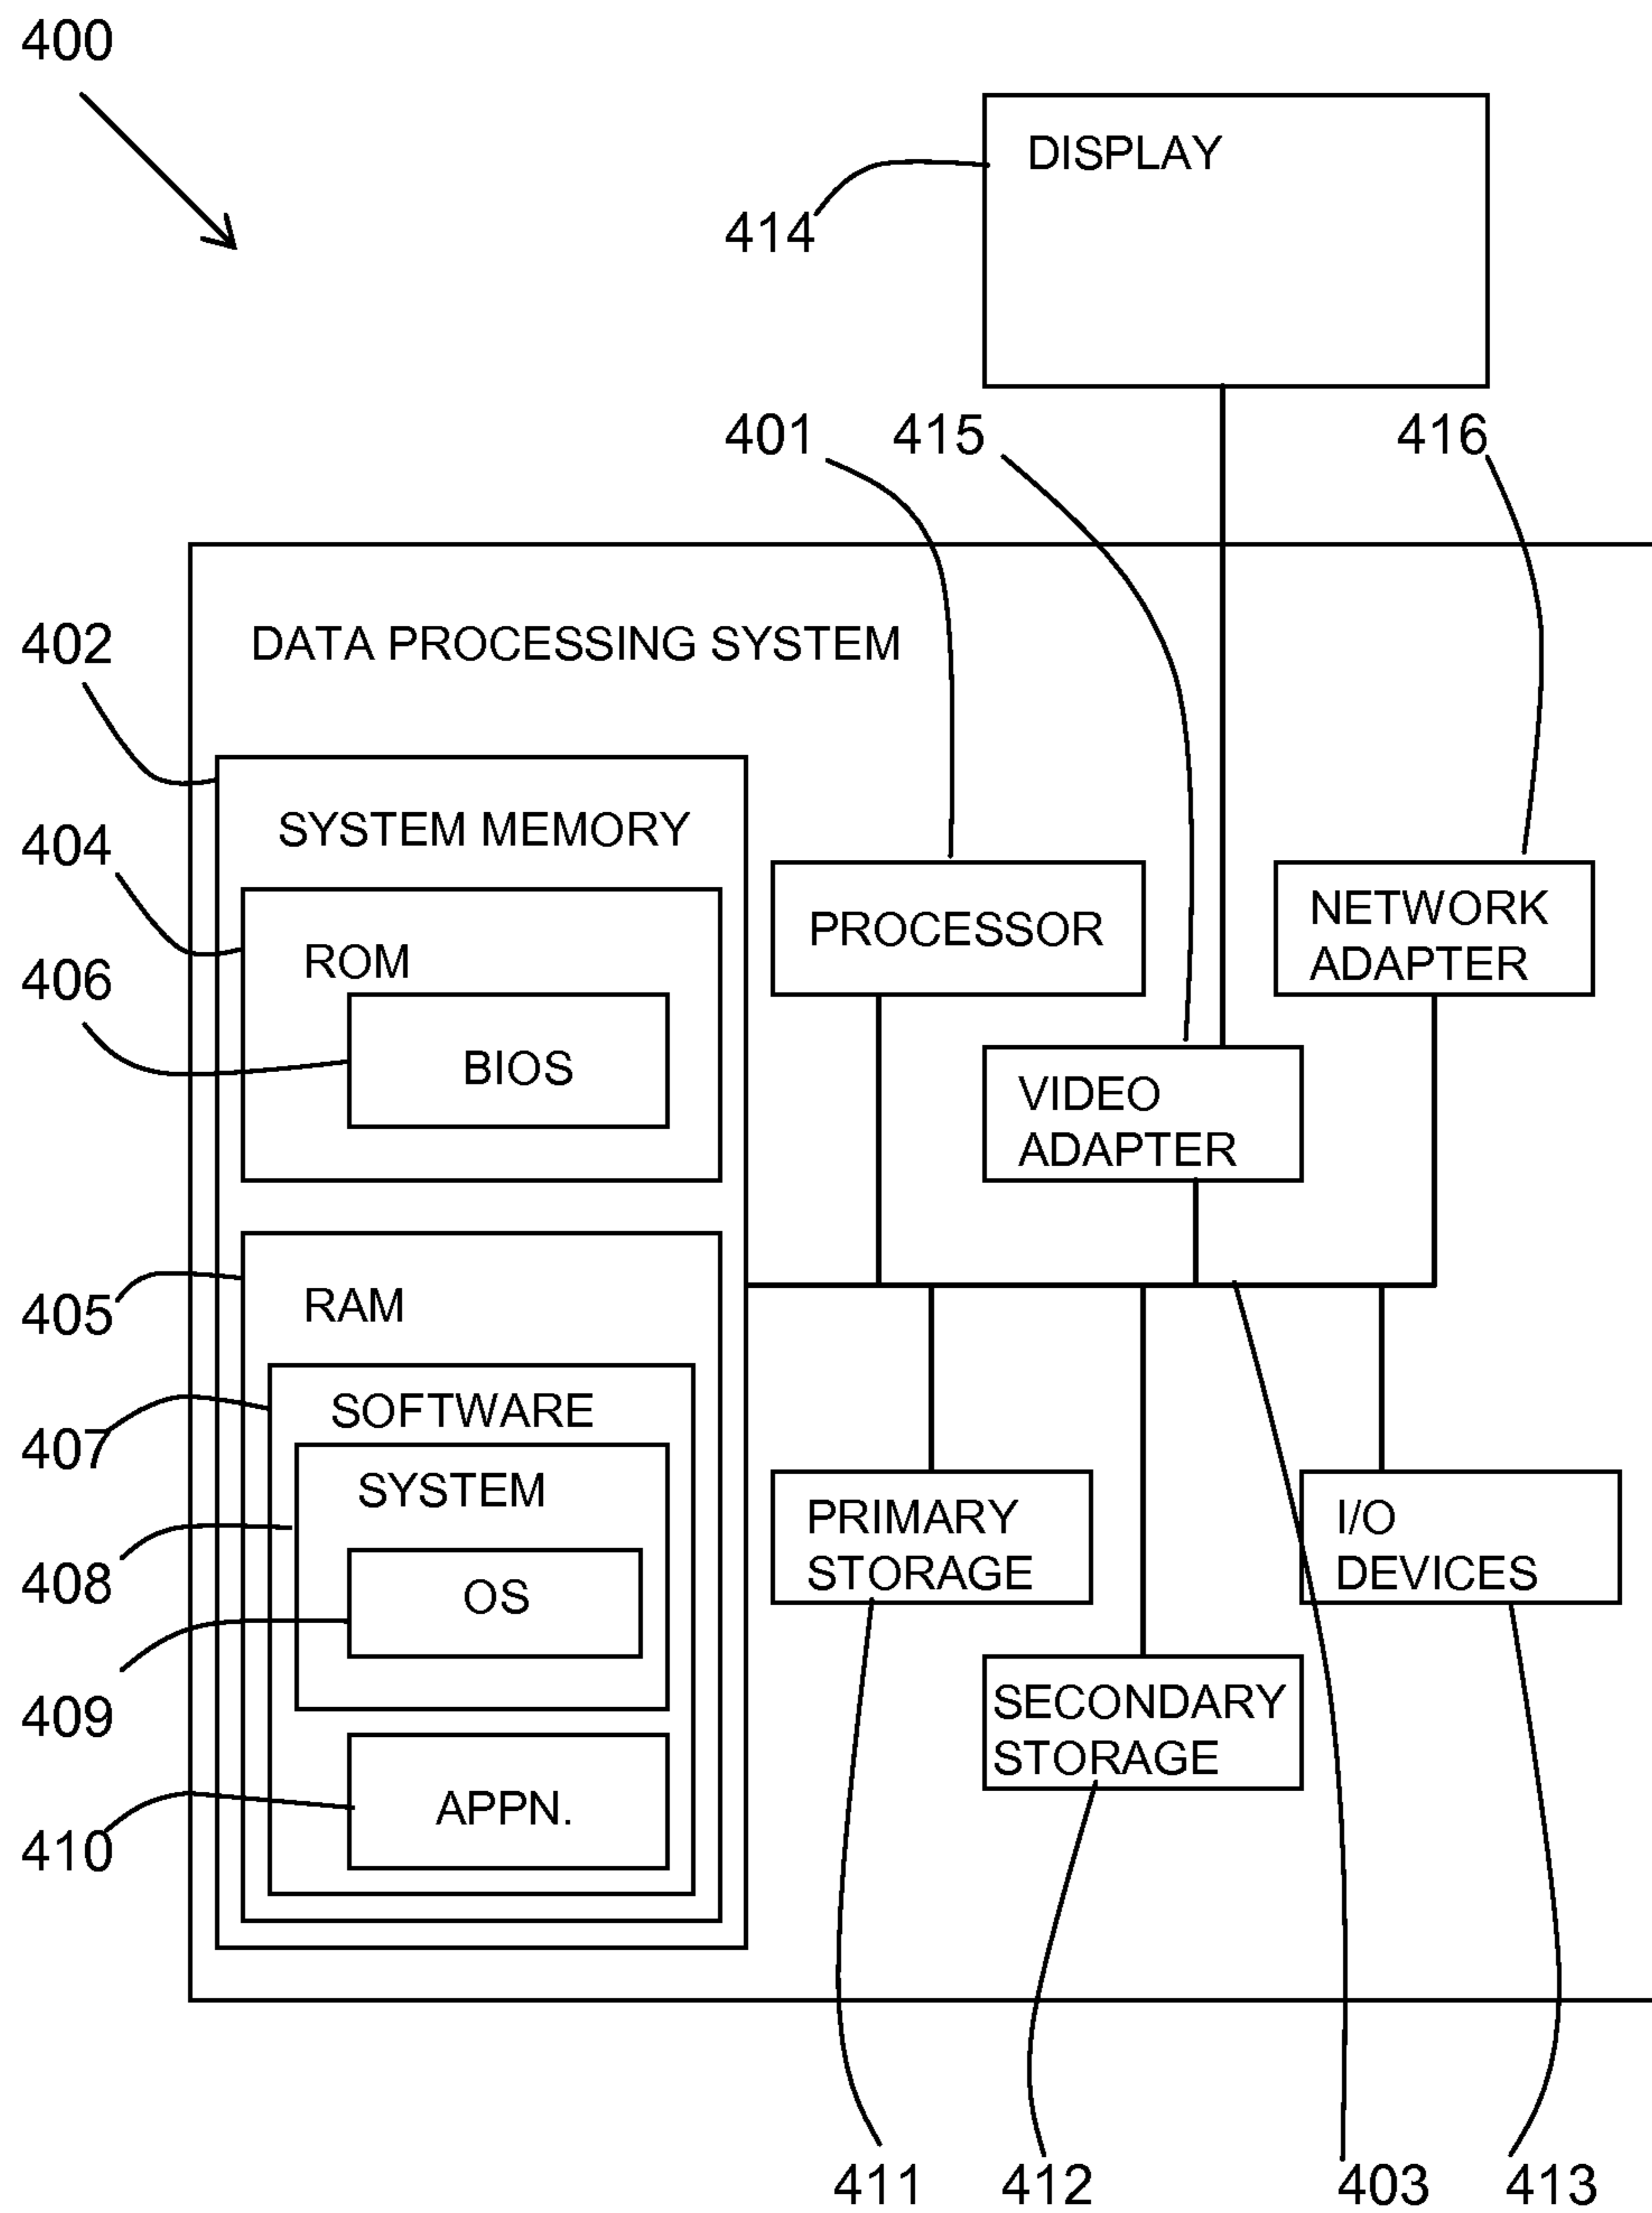 400
DISPLAY
414
401
415
416
402
DATA PROCESSING SYSTEM
SYSTEM MEMORY
404
PROCESSOR
NETWORK
ADAPTER
ROM
406
BIOS
VIDEO
ADAPTER
405
RAM
407
SOFTWARE
SYSTEM
PRIMARY
STORAGE
I/O
DEVICES
408
OS
409
SECONDARY
STORAGE
410
APPN.
411
412
403
413